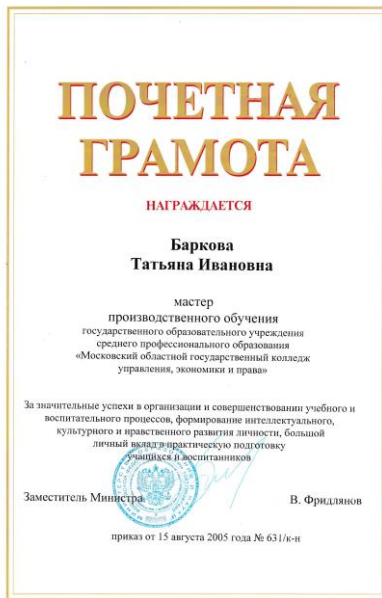 ПОЧЕТНАЯ
ГРАМОТА
НАГРАЖДАЕТСЯ
Баркова
Татьяна Ивановна
мастер
производственного обучения
государственного образовательного учреждения
среднего профессионального образования
«Московский областной государственный колледж
управления, экономики и права»
За значительные успехи в организации и совершенствовании учебного и
воспитательного процессов, формирование интеллектуального,
культурного и нравственного развития личности, большой
личный вклад в практическую подготовку
учащихся и воспитанников
Заместитель Министра В. Фридлянов
приказ от 15 августа 2005 года № 631/к-н